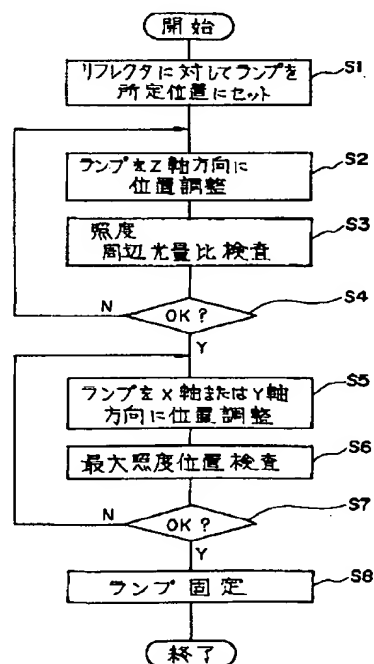 開始
リフレクタに対してランプを
所定位置にセット
S1
ランプをZ軸方向に
位置調整
S2
照度
周辺光量比検査
S3
OK?
S4
N
Y
ランプをX軸またはY軸
方向に位置調整
S5
最大照度位置検査
S6
OK?
S7
N
Y
ランプ固定
S8
終了